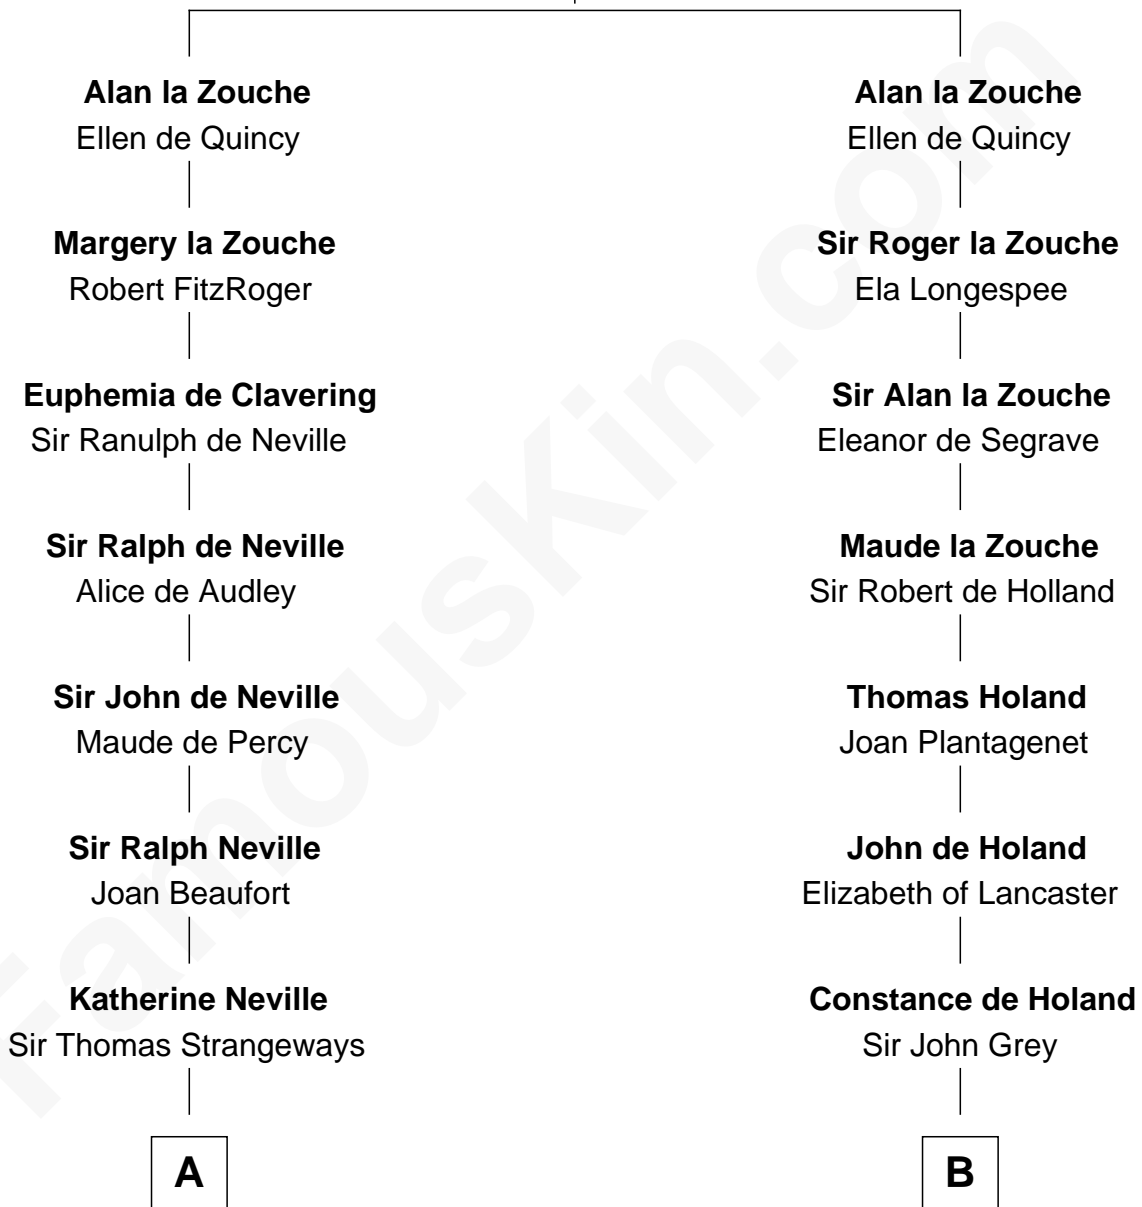 Alan la Zouche
Ellen de Quincy
Margery la Zouche
Robert FitzRoger
Euphemia de Clavering
Sir Ranulph de Neville
Sir Ralph de Neville
Alice de Audley
Sir John de Neville
Maude de Percy
Sir Ralph Neville
Joan Beaufort
Katherine Neville
Sir Thomas Strangeways
A
Alan la Zouche
Ellen de Quincy
Sir Roger la Zouche
Ela Longespee
Sir Alan la Zouche
Eleanor de Segrave
Maude la Zouche
Sir Robert de Holland
Thomas Holand
Joan Plantagenet
John de Holand
Elizabeth of Lancaster
Constance de Holand
Sir John Grey
B
FamousKin.com